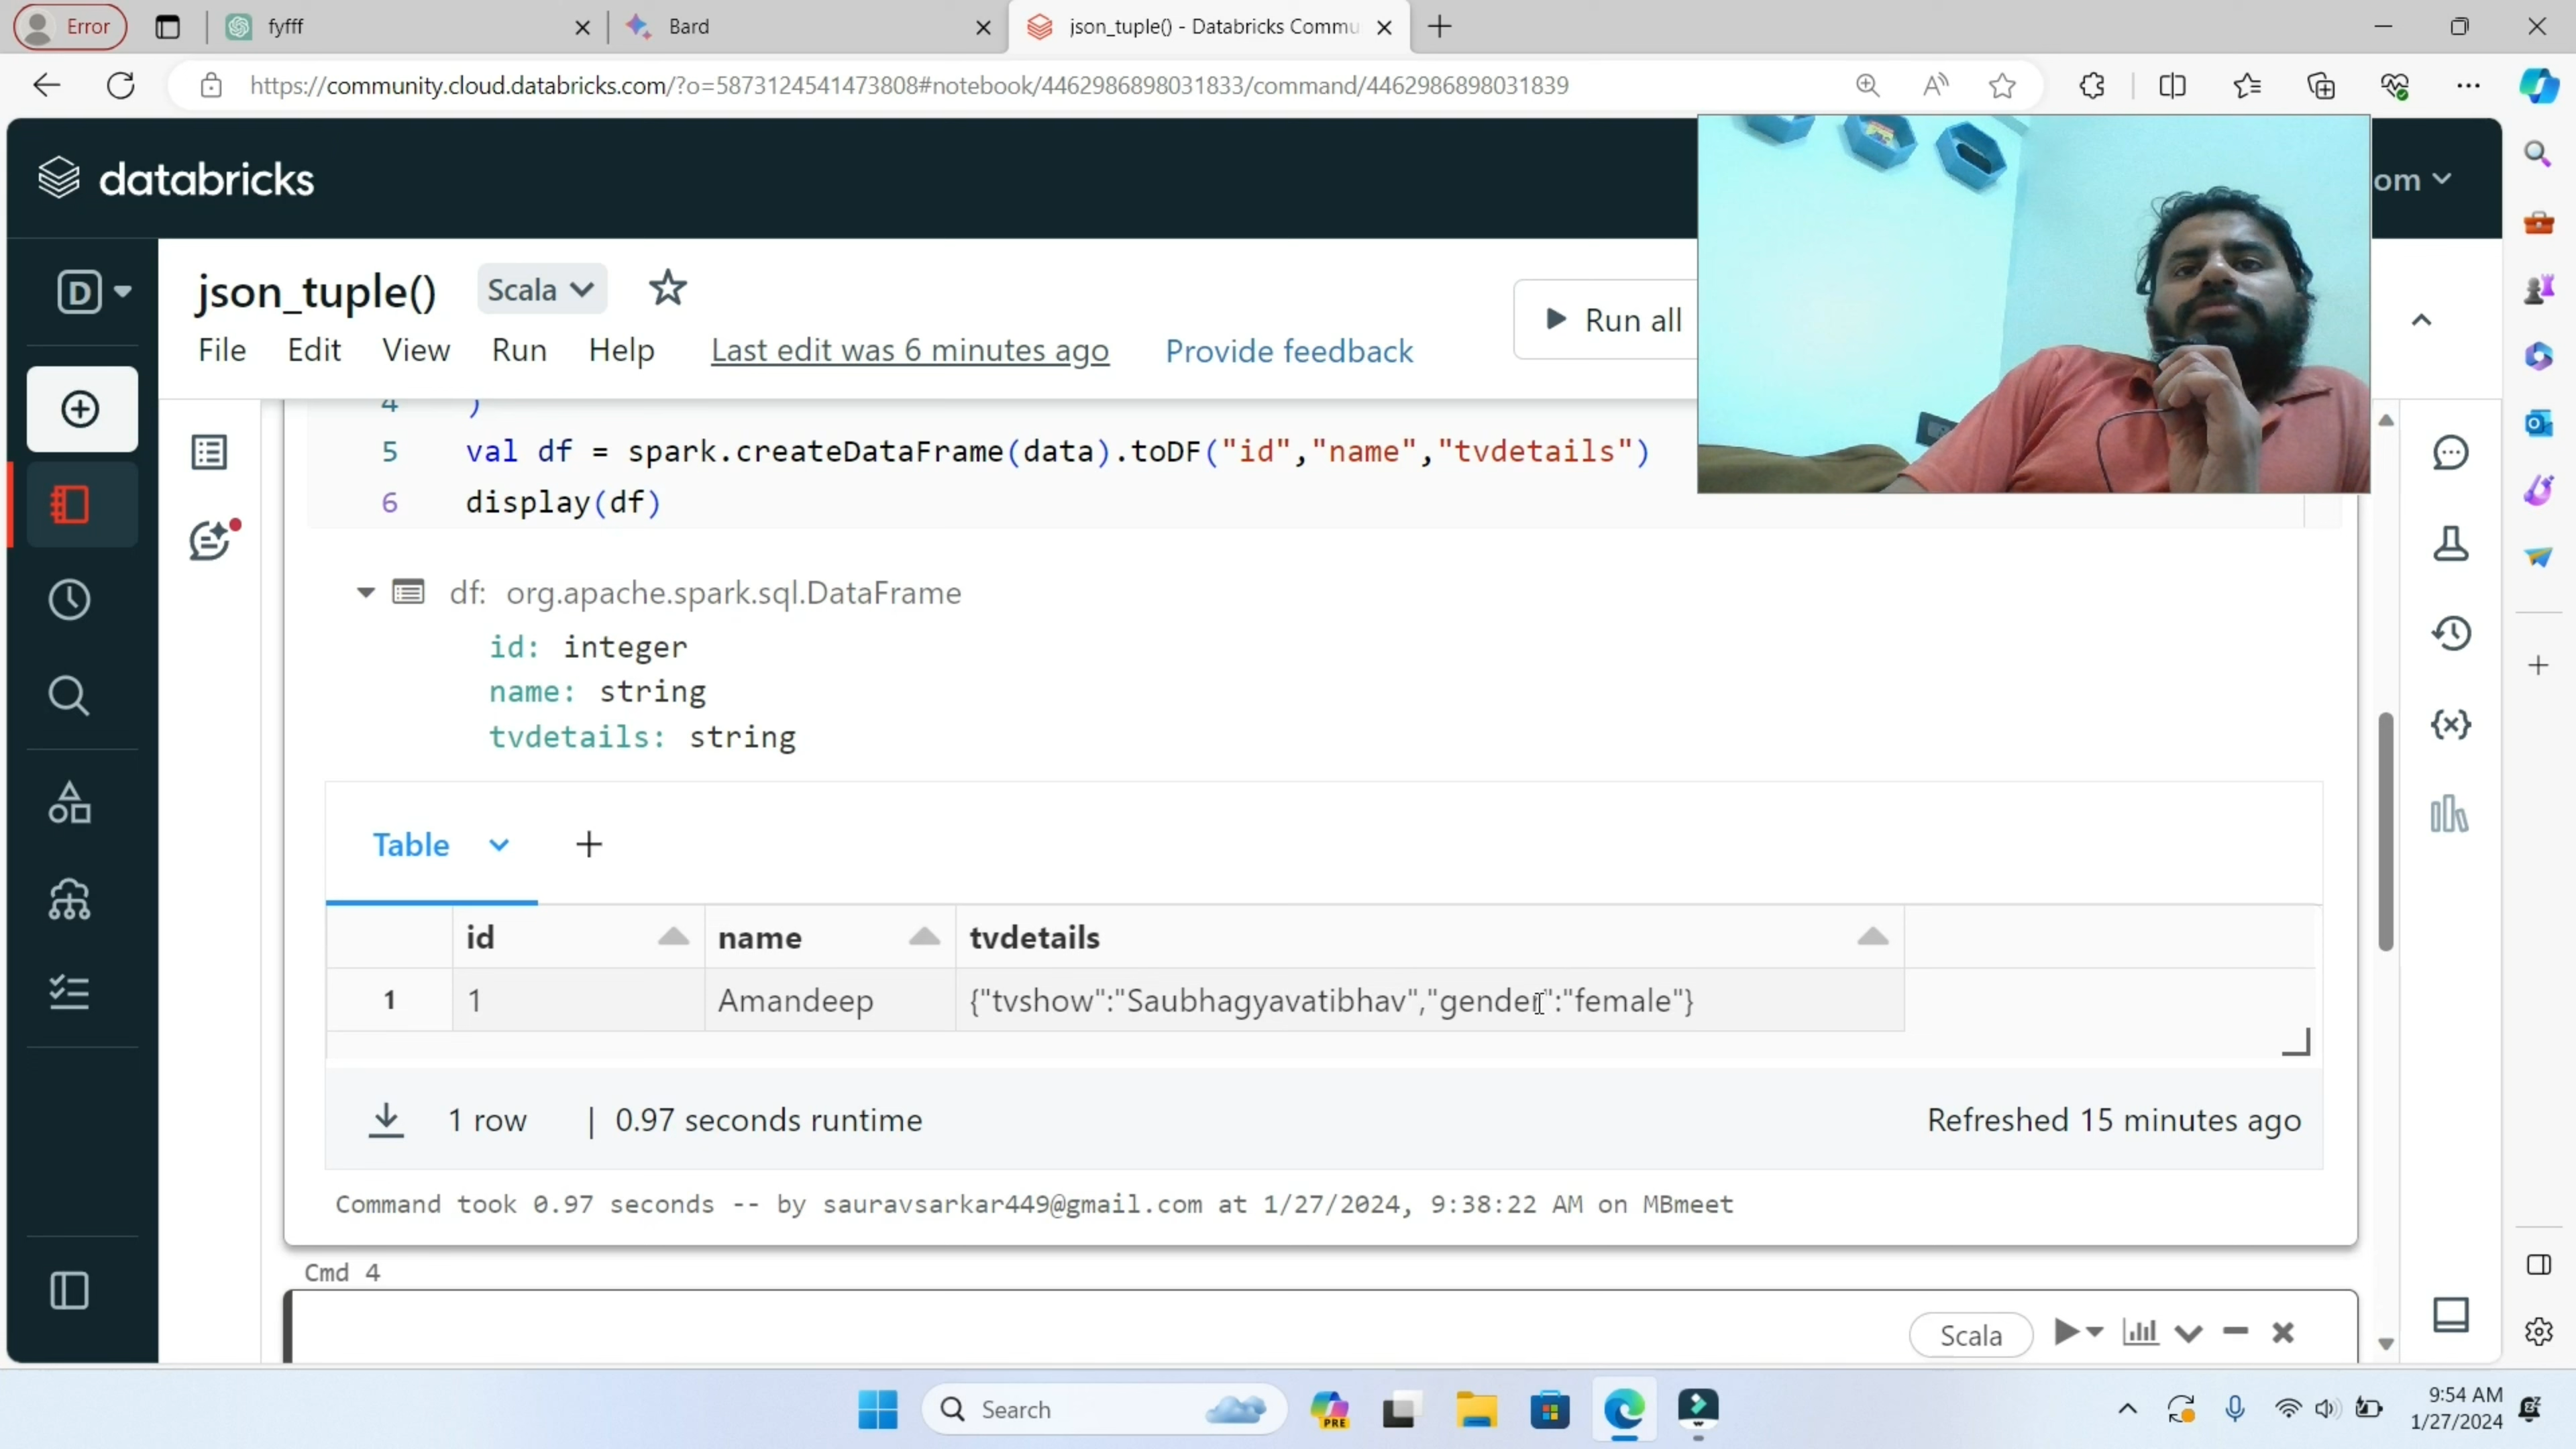 Error fyfff Bard json_tuple() - Databricks Commu
https://community.cloud.databricks.com/?o=5873124541473808#notebook/4462986898031833/command/4462986898031839
databricks
om
json_tuple() Scala
Run all
File Edit View Run Help Last edit was 6 minutes ago Provide feedback
4 )
5 val df = spark.createDataFrame(data).toDF("id","name","tvdetails")
6 display(df)
df: org.apache.spark.sql.DataFrame
id: integer
name: string
tvdetails: string
Table
id name tvdetails
1 1 Amandeep {"tvshow":"Saubhagyavatibhav","gender":"female"}
1 row | 0.97 seconds runtime Refreshed 15 minutes ago
Command took 0.97 seconds -- by sauravsarkar449@gmail.com at 1/27/2024, 9:38:22 AM on MBmeet
Cmd 4
Scala
Search PRE 9:54 AM
1/27/2024